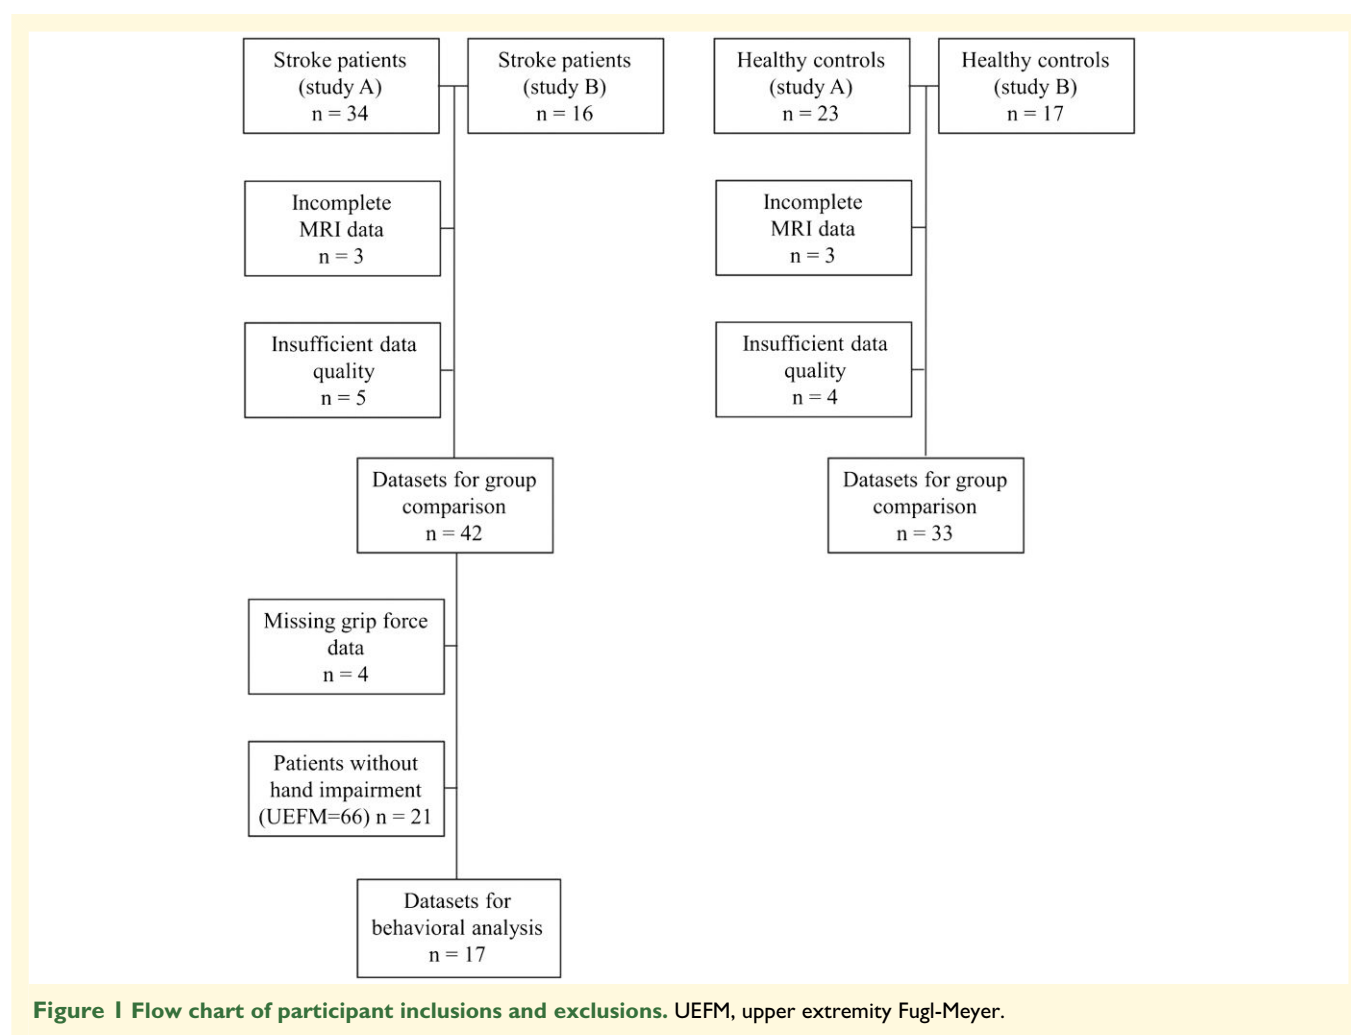 Stroke patients
(study A)
n = 34
Stroke patients
(study B)
n = 16
Healthy controls
(study A)
n = 23
Healthy controls
(study B)
n = 17
Incomplete
MRI data
n = 3
Incomplete
MRI data
n = 3
Insufficient data
quality
n = 5
Insufficient data
quality
n = 4
Datasets for group
comparison
n = 42
Datasets for group
comparison
n = 33
Missing grip force
data
n = 4
Patients without
hand impairment
(UEFM=66) n = 21
Datasets for
behavioral analysis
n = 17
Figure 1 Flow chart of participant inclusions and exclusions. UEFM, upper extremity Fugl-Meyer.